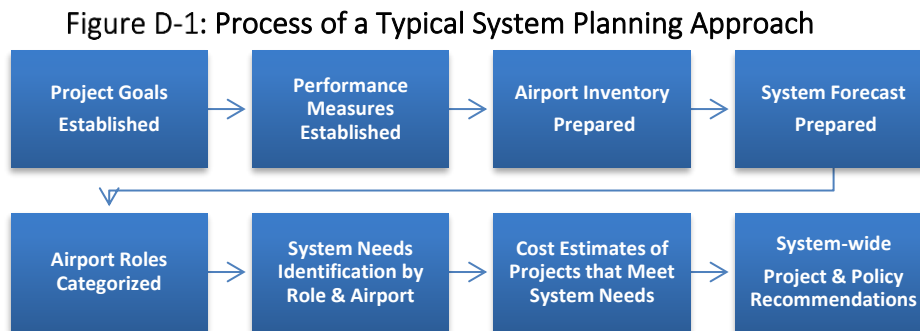 Figure D-1: Process of a Typical System Planning Approach
Project Goals
Established
Performance
Measures
Established
Airport Inventory
Prepared
System Forecast
Prepared
Airport Roles
Categorized
System Needs
Identification by
Role & Airport
Cost Estimates of
Projects that Meet
System Needs
System-wide
Project & Policy
Recommendations